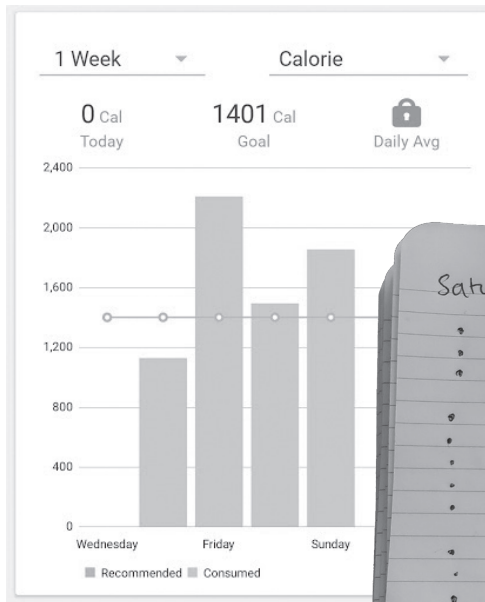 1 Week
Calorie
0 Cal
1401 Cal
Today
Goal
Daily Avg
2,400
2,000
1,600
1,200
800
400
0
Wednesday
Friday
Sunday
Recommended
Consumed